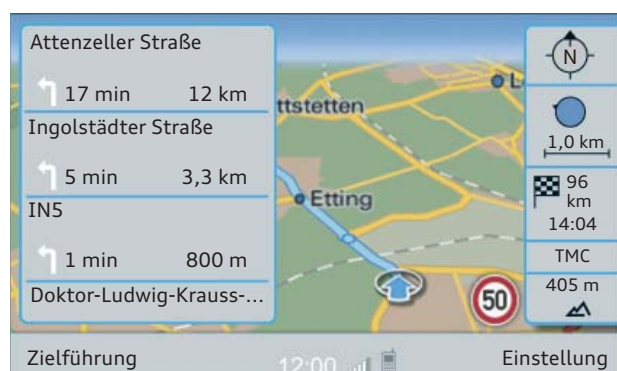 Attenzeller Straße
17 min 12 km
Ingolstädter Straße
5 min 3,3 km
IN5
1 min 800 m
Doktor-Ludwig-Krauss-...
ttstetten
Etting
L
50
N
1,0 km
96
km
14:04
TMC
405 m
Zielführung
12:00
Einstellung